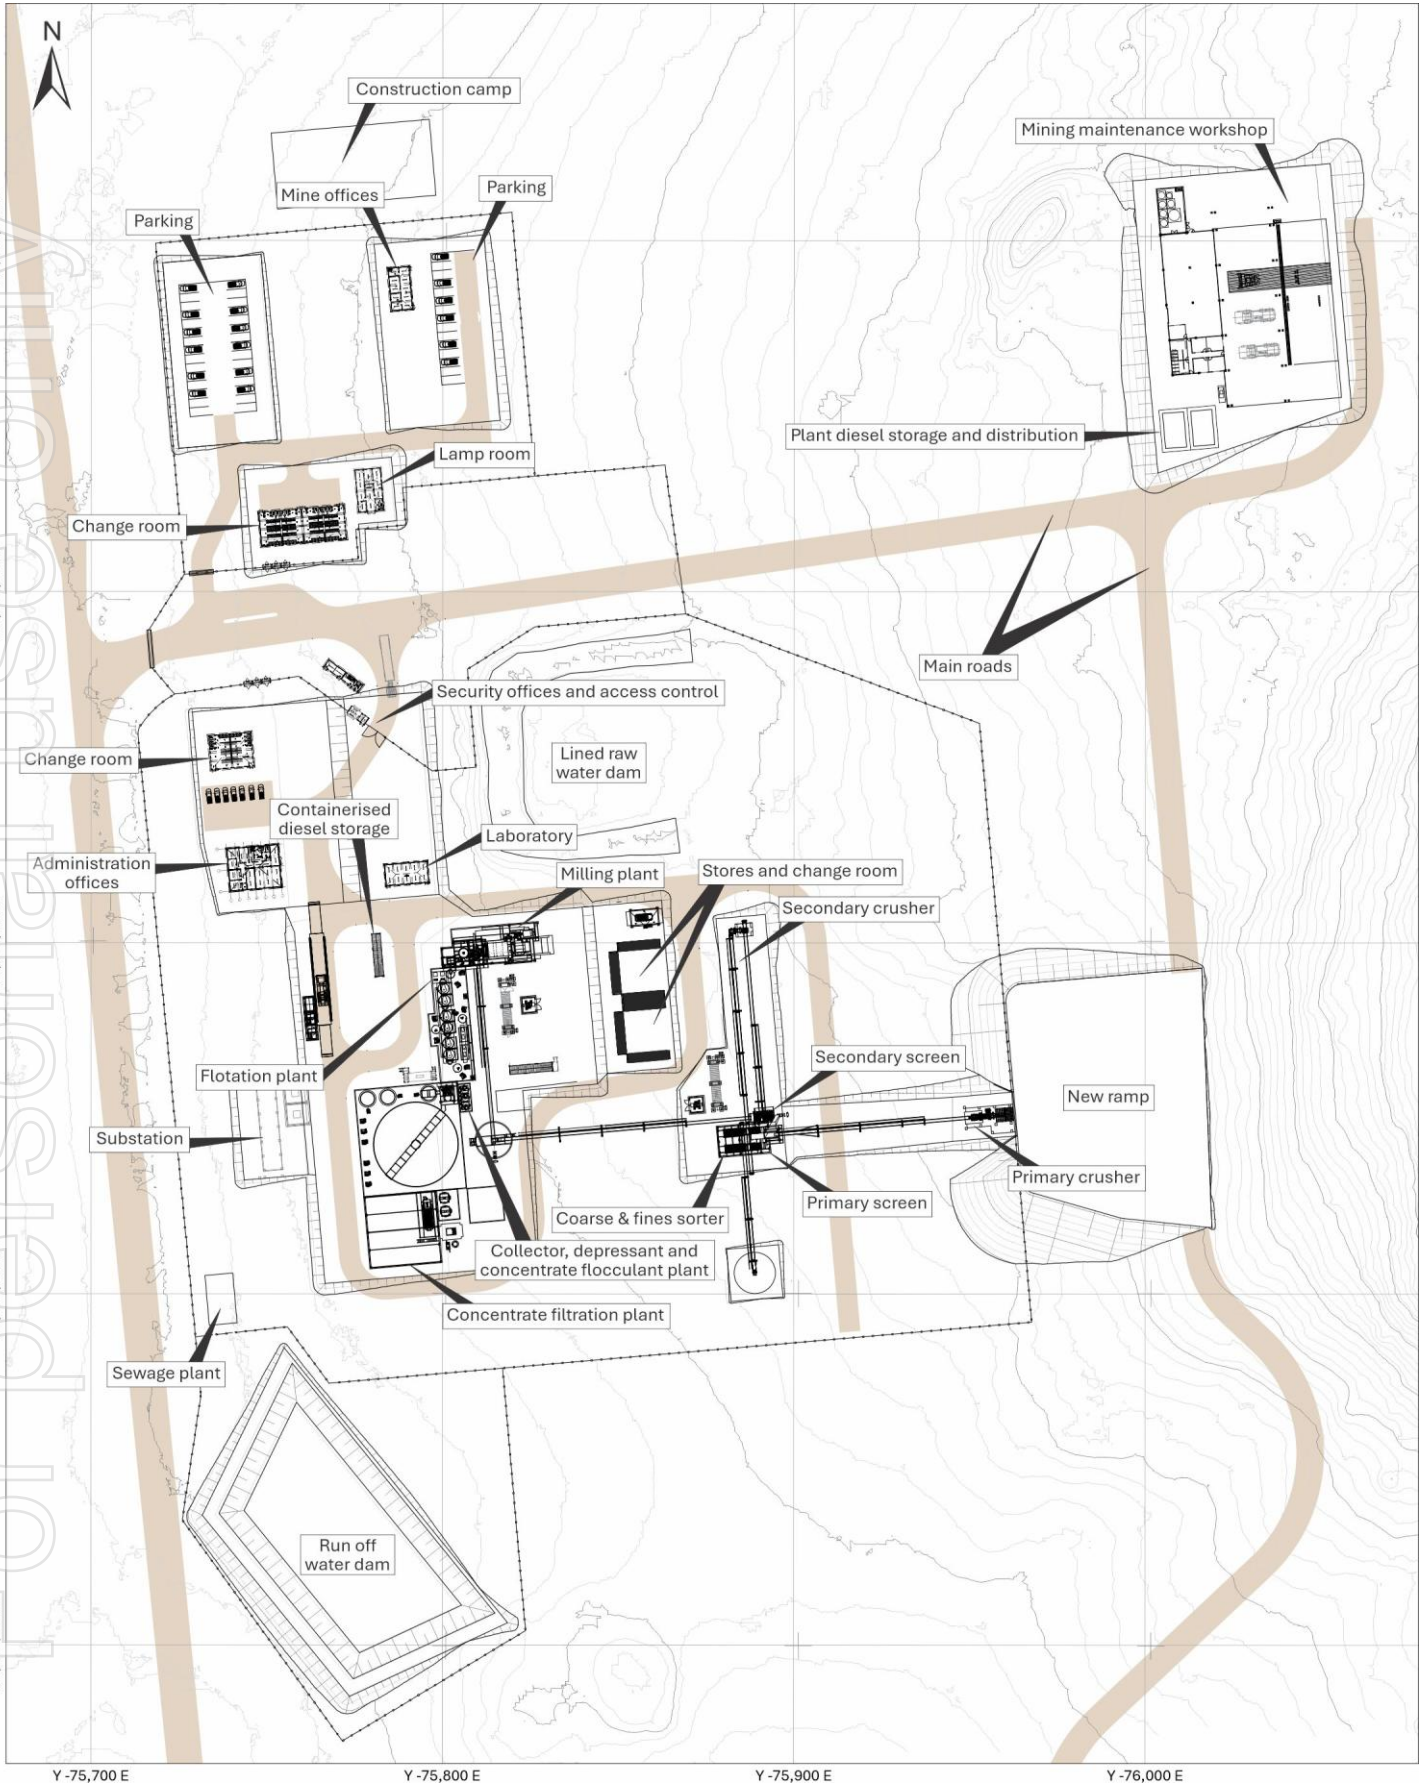 N
Construction camp
Mining maintenance workshop
Mine offices
Parking
Parking
Plant diesel storage and distribution
Lamp room
Change room
Main roads
Security offices and access control
Change room
Lined raw
water dam
Containerised
diesel storage
Laboratory
Administration
offices
Milling plant
Stores and change room
Secondary crusher
Secondary screen
Flotation plant
New ramp
Substation
Primary crusher
Primary screen
Coarse & fines sorter
Collector, depressant and
concentrate flocculant plant
Concentrate filtration plant
Sewage plant
Run off
water dam
For personal use only
Y -75,700 E
Y -75,800 E
Y -75,900 E
Y -76,000 E